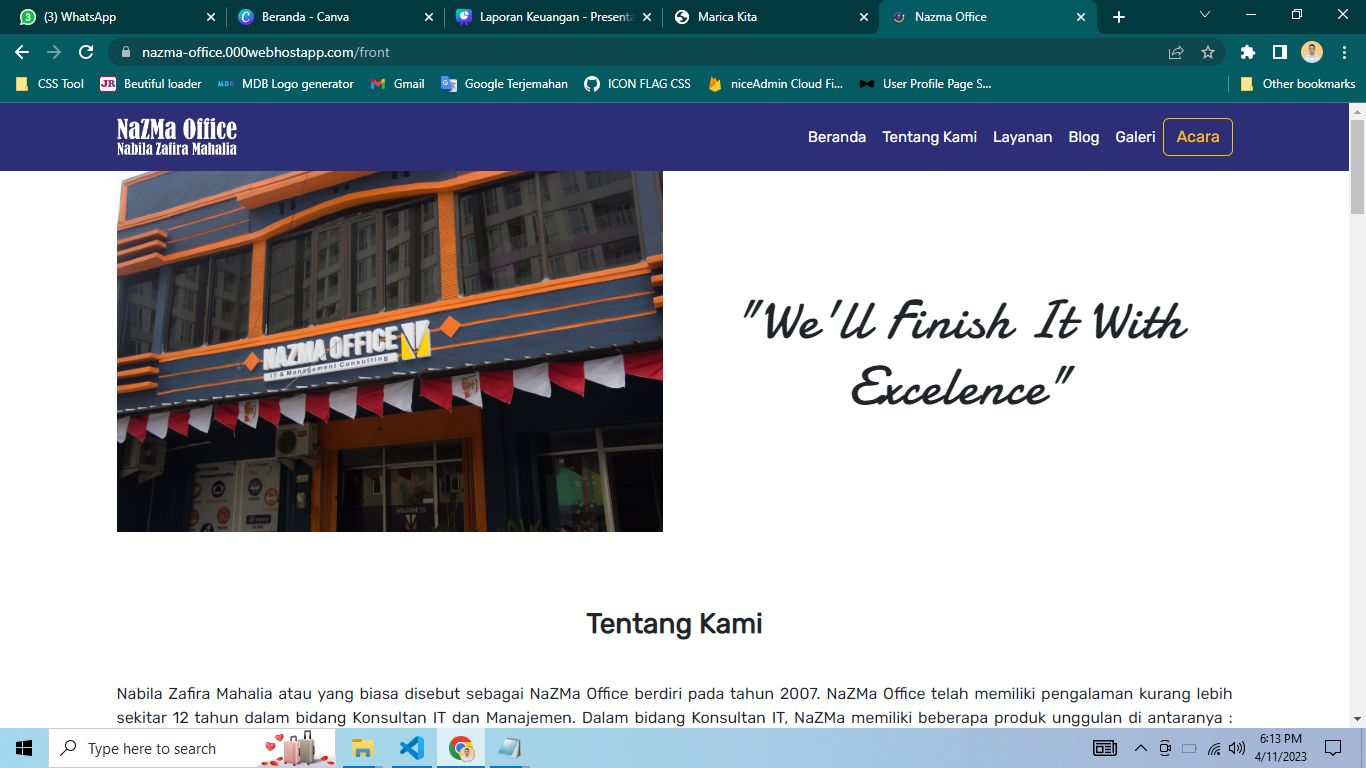 (3) WhatsApp
Beranda - Canva
Laporan Keuangan - Presenta
Marica Kita
Nazma Office
nazma-office.000webhostapp.com/front
CSS Tool
JR
Beutiful loader
MDB
MDB Logo generator
Gmail
Google Terjemahan
ICON FLAG CSS
niceAdmin Cloud Fi...
User Profile Page S...
Other bookmarks
NaZMa Office
Nabila Zafira Mahalia
Beranda
Tentang Kami
Layanan
Blog
Galeri
Acara
NAZMA OFFICE
IT & Management Consulting
WELCOME TO
"We'll Finish It With
Excelence"
Tentang Kami
Nabila Zafira Mahalia atau yang biasa disebut sebagai NaZMa Office berdiri pada tahun 2007. NaZMa Office telah memiliki pengalaman kurang lebih
sekitar 12 tahun dalam bidang Konsultan IT dan Manajemen. Dalam bidang Konsultan IT, NaZMa memiliki beberapa produk unggulan di antaranya :
Type here to search
6:13 PM
4/11/2023